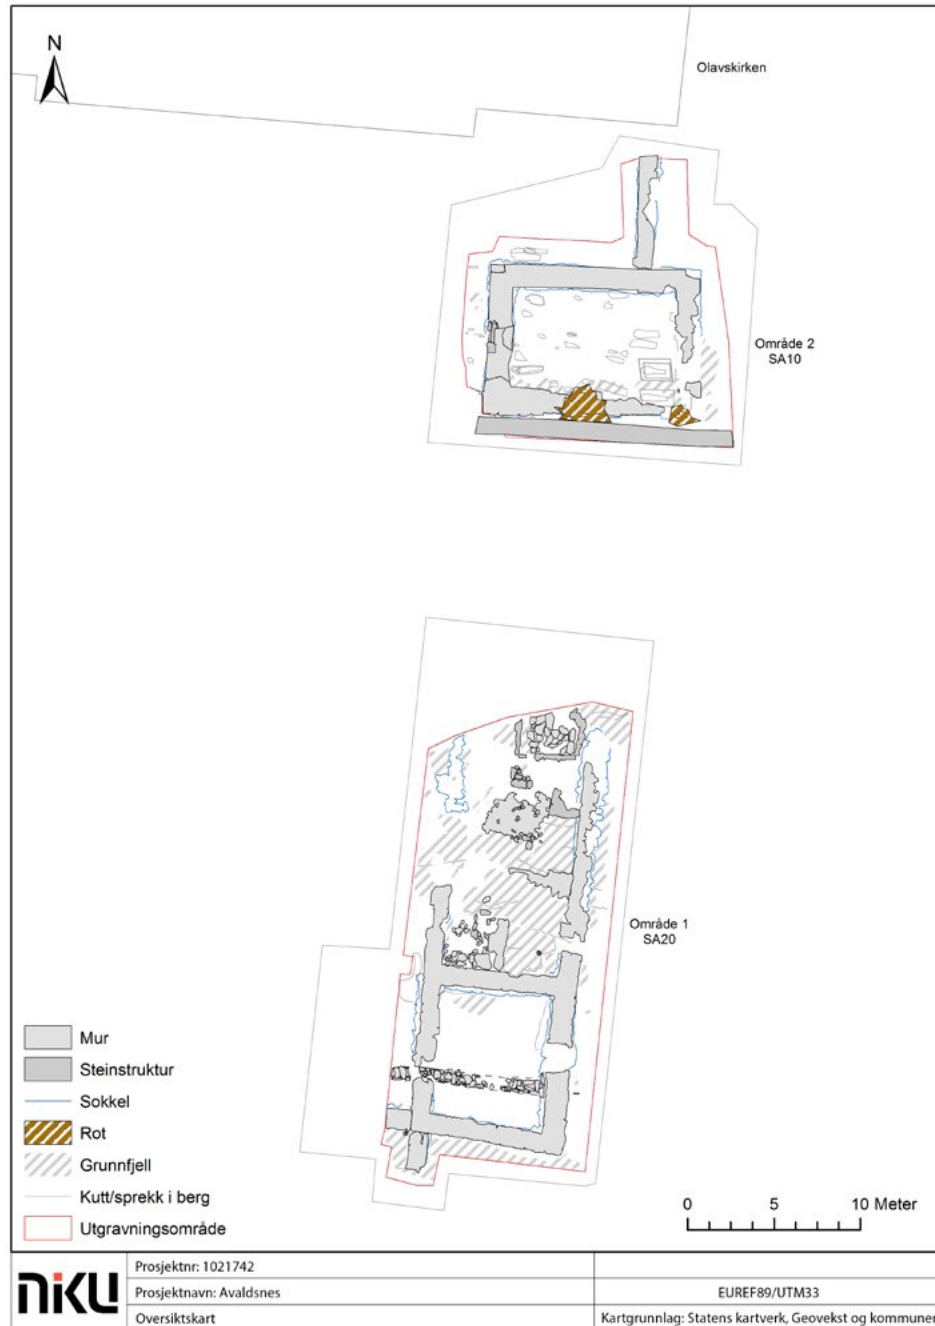 N
Olavskirken
Område 2
SA10
Område 1
SA20
Mur
Steinstruktur
Sokkel
Rot
Grunnfjell
Kutt/sprekk i berg
Utgravningsområde
0 5 10 Meter
NIKU
Prosjektnr: 1021742
Prosjektnavn: Avaldsnes
EUREF89/UTM33
Oversiktskart
Kartgrunnlag: Statens kartverk, Geovekst og kommuner